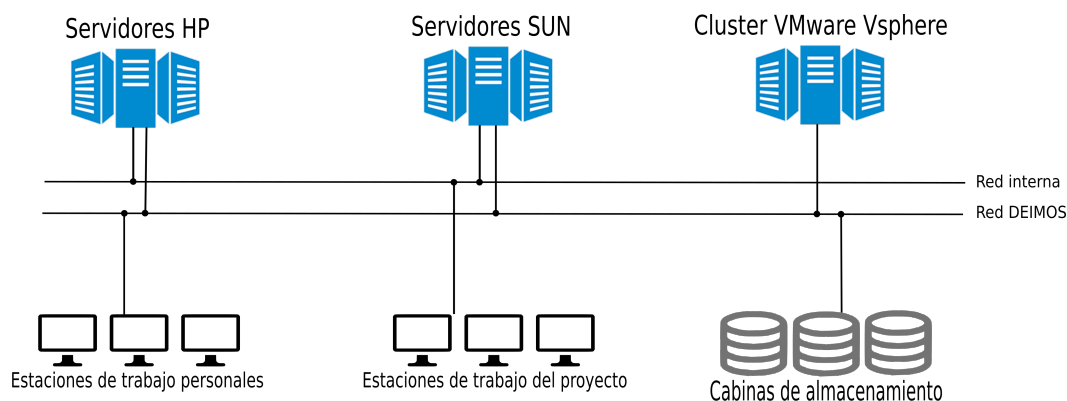 Servidores HP
Servidores SUN
Cluster VMware Vsphere
Red interna
Red DEIMOS
Estaciones de trabajo personales
Estaciones de trabajo del proyecto
Cabinas de almacenamiento